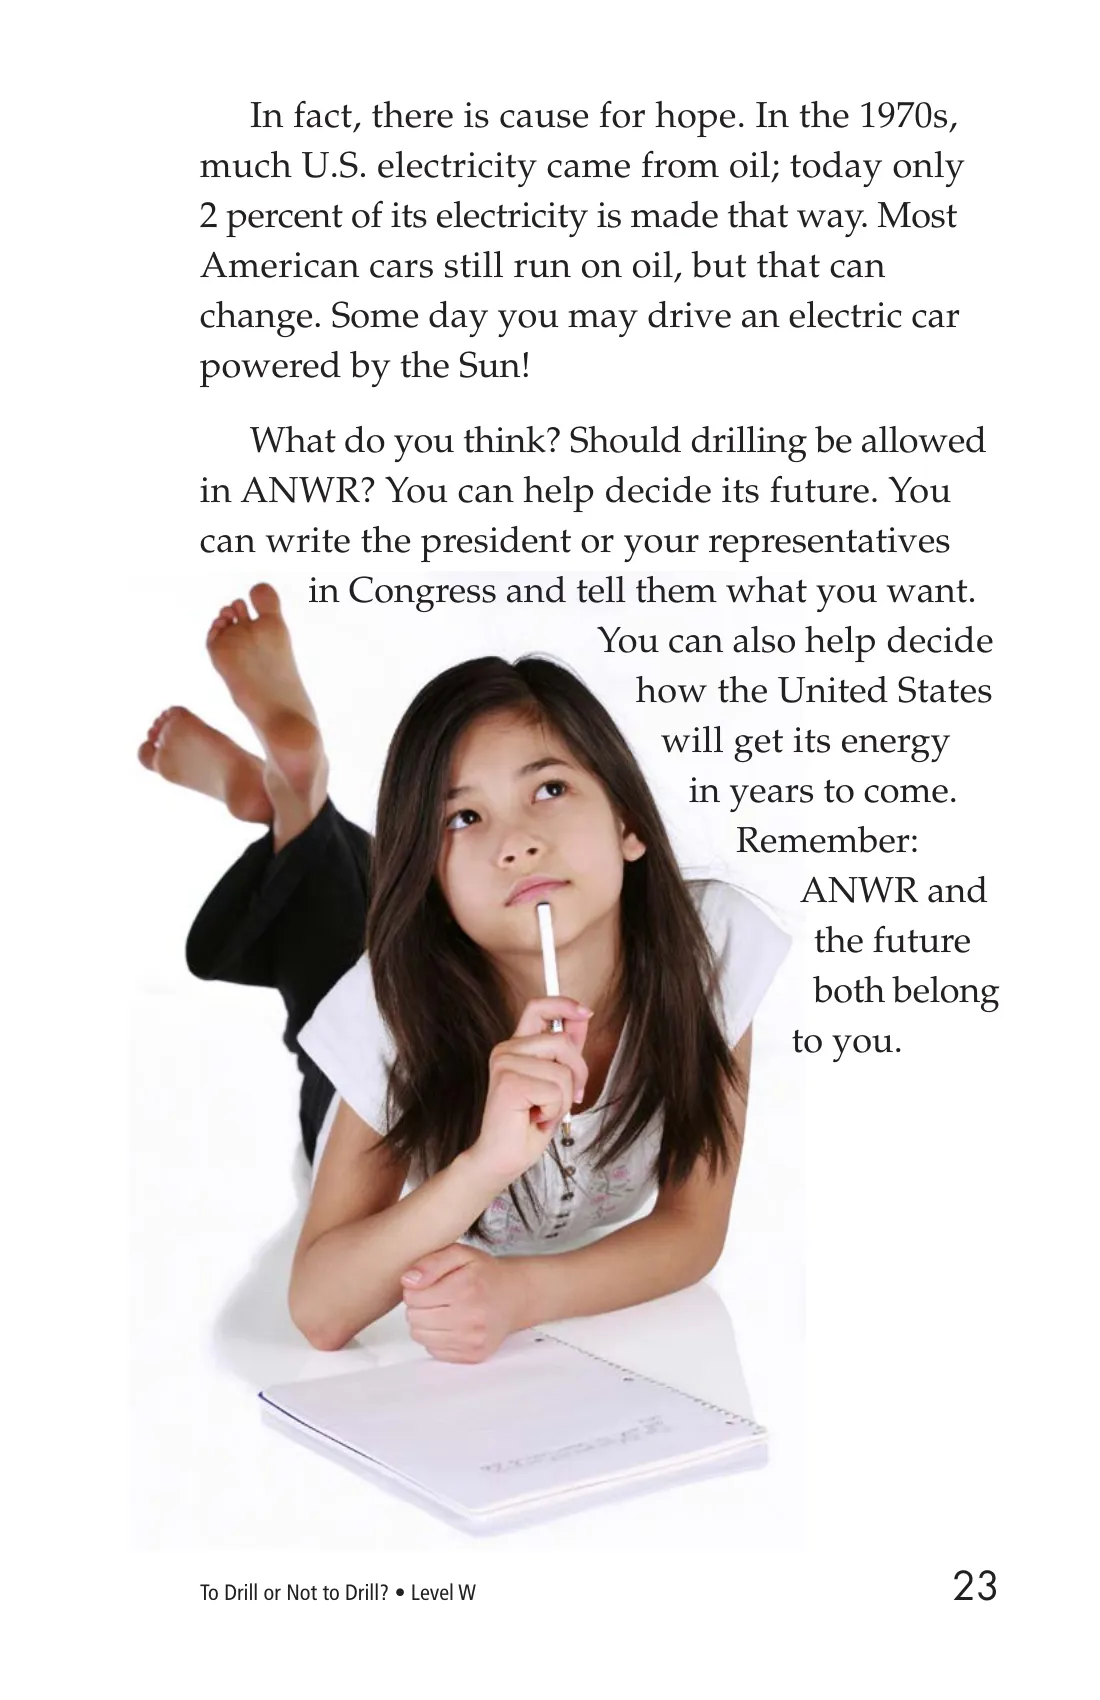 In fact, there is cause for hope. In the 1970s,
much U.S. electricity came from oil; today only
2 percent of its electricity is made that way. Most
American cars still run on oil, but that can
change. Some day you may drive an electric car
powered by the Sun!
What do you think? Should drilling be allowed
in ANWR? You can help decide its future. You
can write the president or your representatives
in Congress and tell them what you want.
You can also help decide
how the United States
will get its energy
in years to come.
Remember:
ANWR and
the future
both belong
to you.
To Drill or Not to Drill? • Level W
23